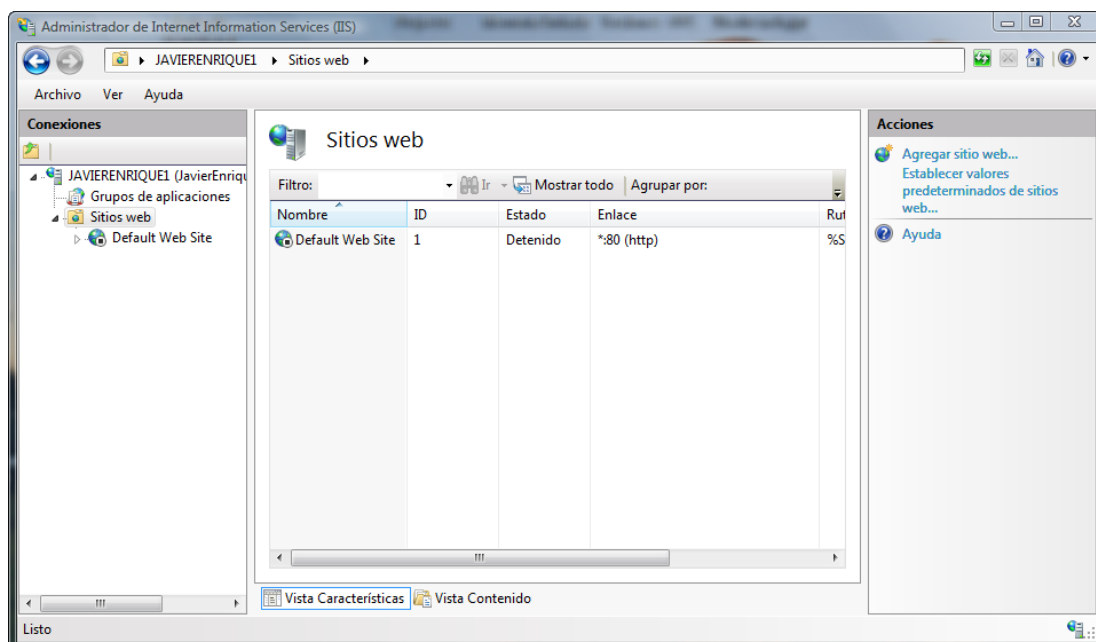 Administrador de Internet Information Services (IIS)
JAVIERENRIQUE1 Sitios web
Archivo Ver Ayuda
Conexiones
JAVIERENRIQUE1 (JavierEnriqu
Grupos de aplicaciones
Sitios web
Default Web Site
Sitios web
Filtro: Ir Mostrar todo Agrupar por:
Nombre ID Estado Enlace Rut
Default Web Site 1 Detenido *:80 (http) %S
Vista Características Vista Contenido
Acciones
Agregar sitio web...
Establecer valores
predeterminados de sitios
web...
Ayuda
Listo